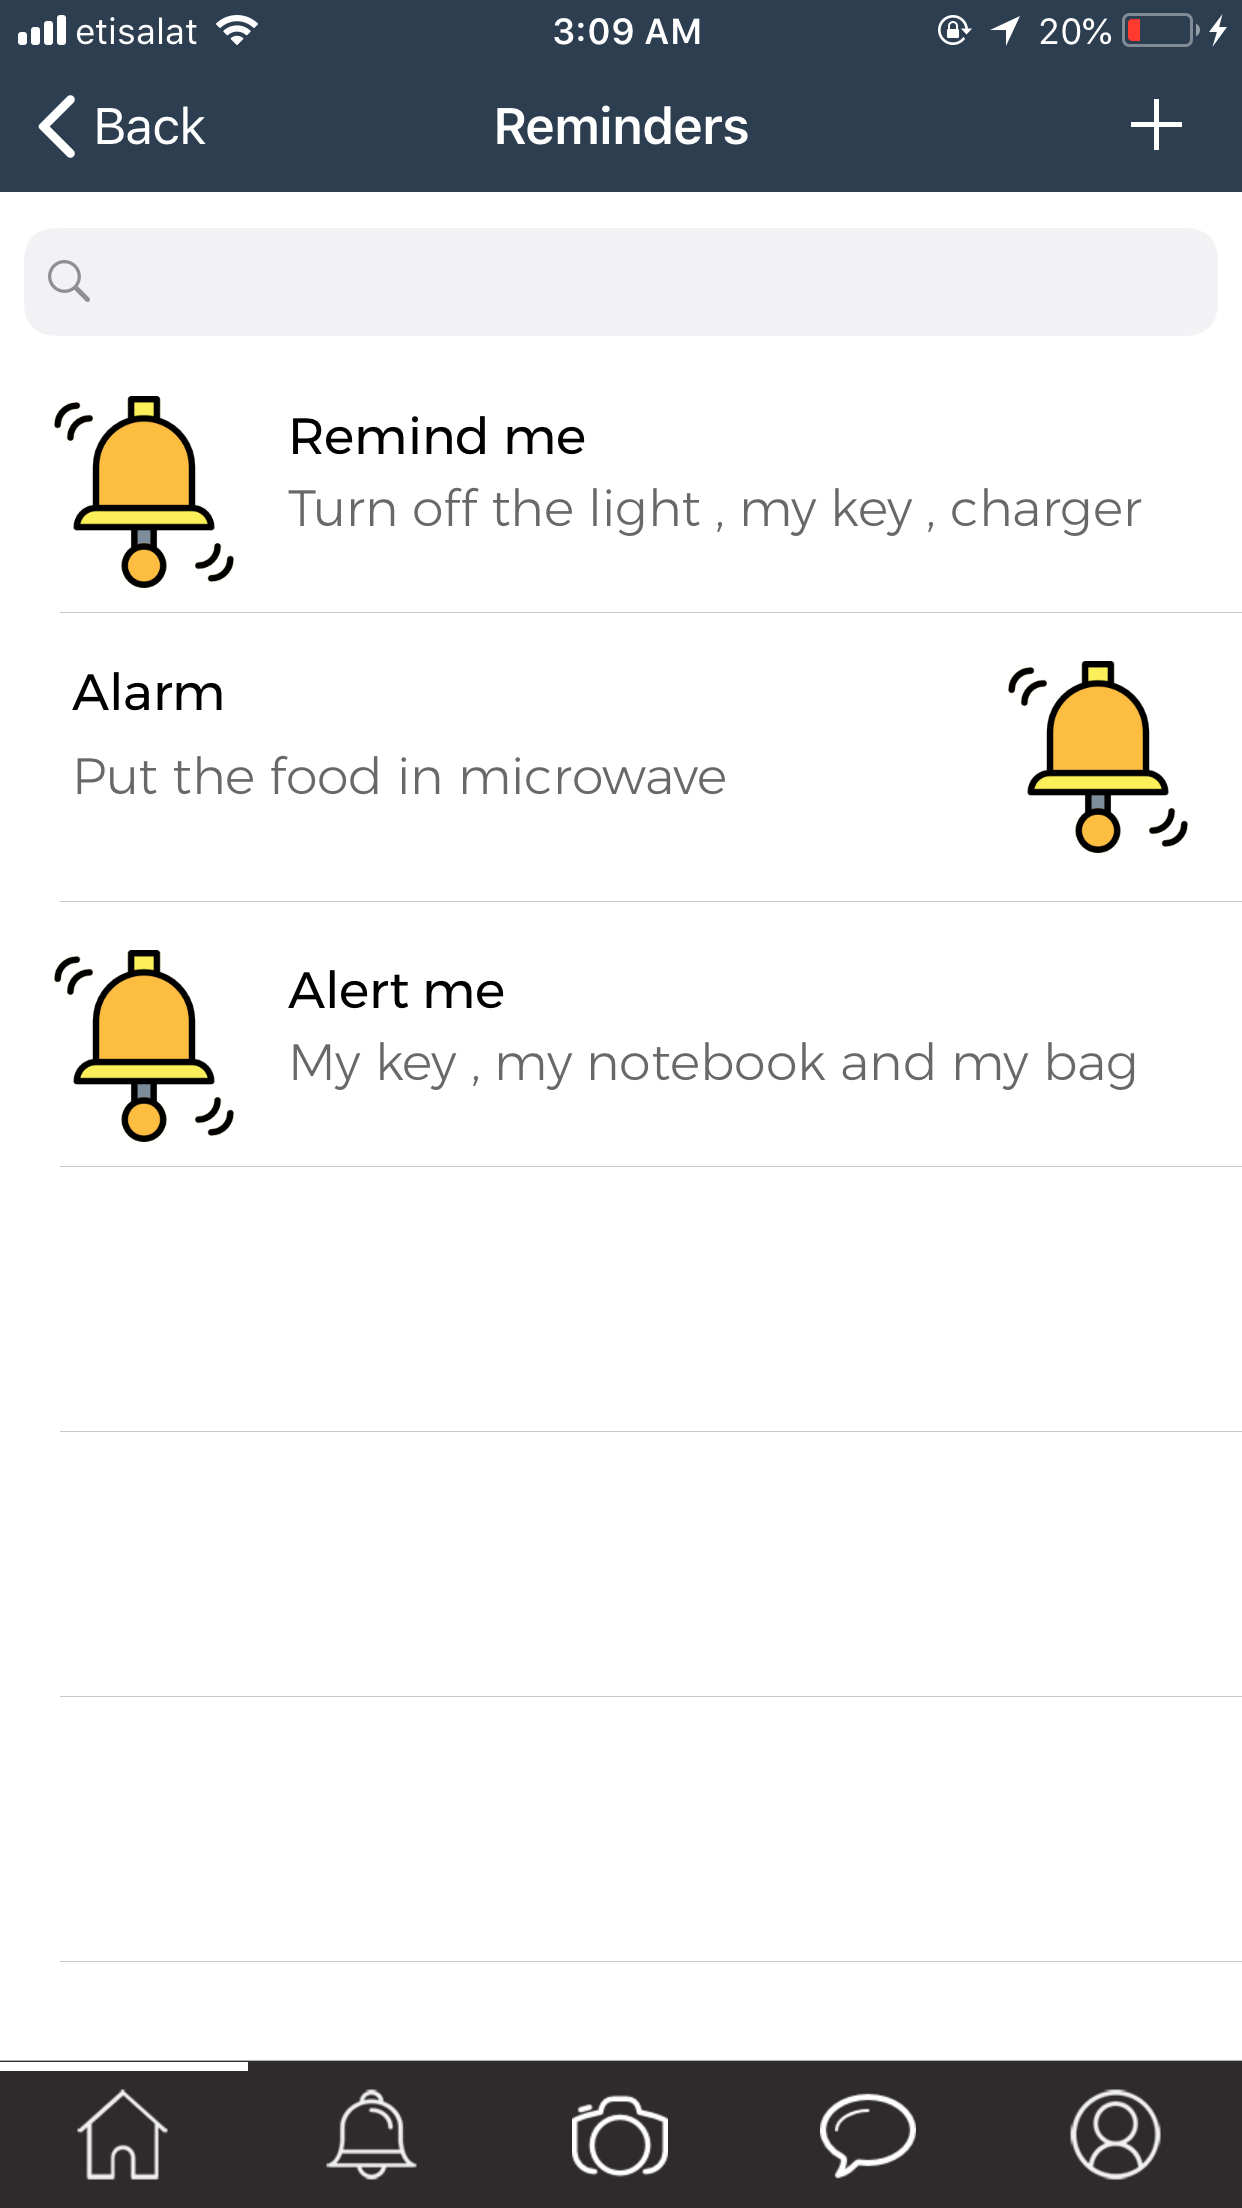 etisalat 3:09 AM 20%
Back Reminders
Remind me
Turn off the light , my key , charger
Alarm
Put the food in microwave
Alert me
My key , my notebook and my bag